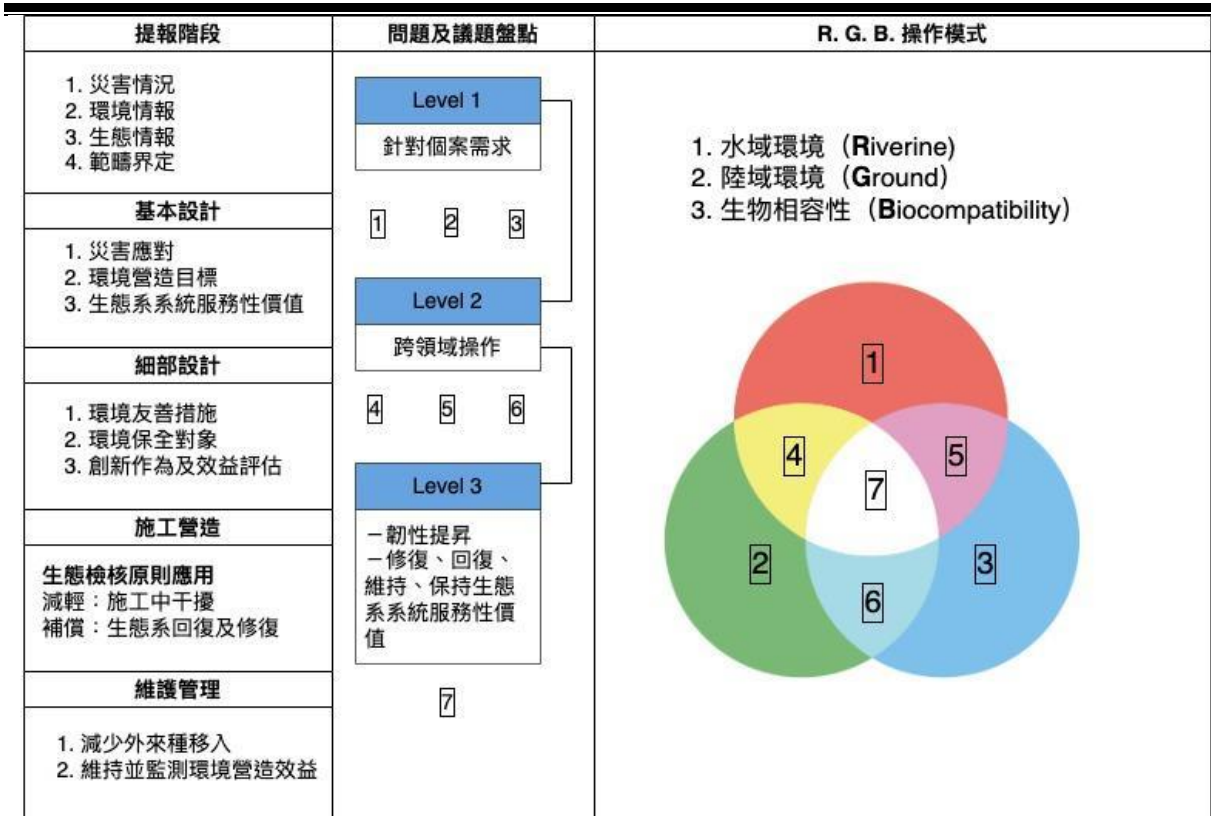 提報階段
1. 災害情況
2. 環境情報
3. 生態情報
4. 範疇界定
基本設計
1. 災害應對
2. 環境營造目標
3. 生態系系統服務性價值
細部設計
1. 環境友善措施
2. 環境保全對象
3. 創新作為及效益評估
施工營造
生態檢核原則應用
減輕：施工中干擾
補償：生態系回復及修復
維護管理
1. 減少外來種移入
2. 維持並監測環境營造效益
問題及議題盤點
Level 1
針對個案需求
1 2 3
Level 2
跨領域操作
4 5 6
Level 3
－韌性提昇
－修復、回復、
維持、保持生態
系系統服務性價
值
7
R. G. B. 操作模式
1. 水域環境（Riverine)
2. 陸域環境（Ground）
3. 生物相容性（Biocompatibility）
1
4
5
7
2
3
6